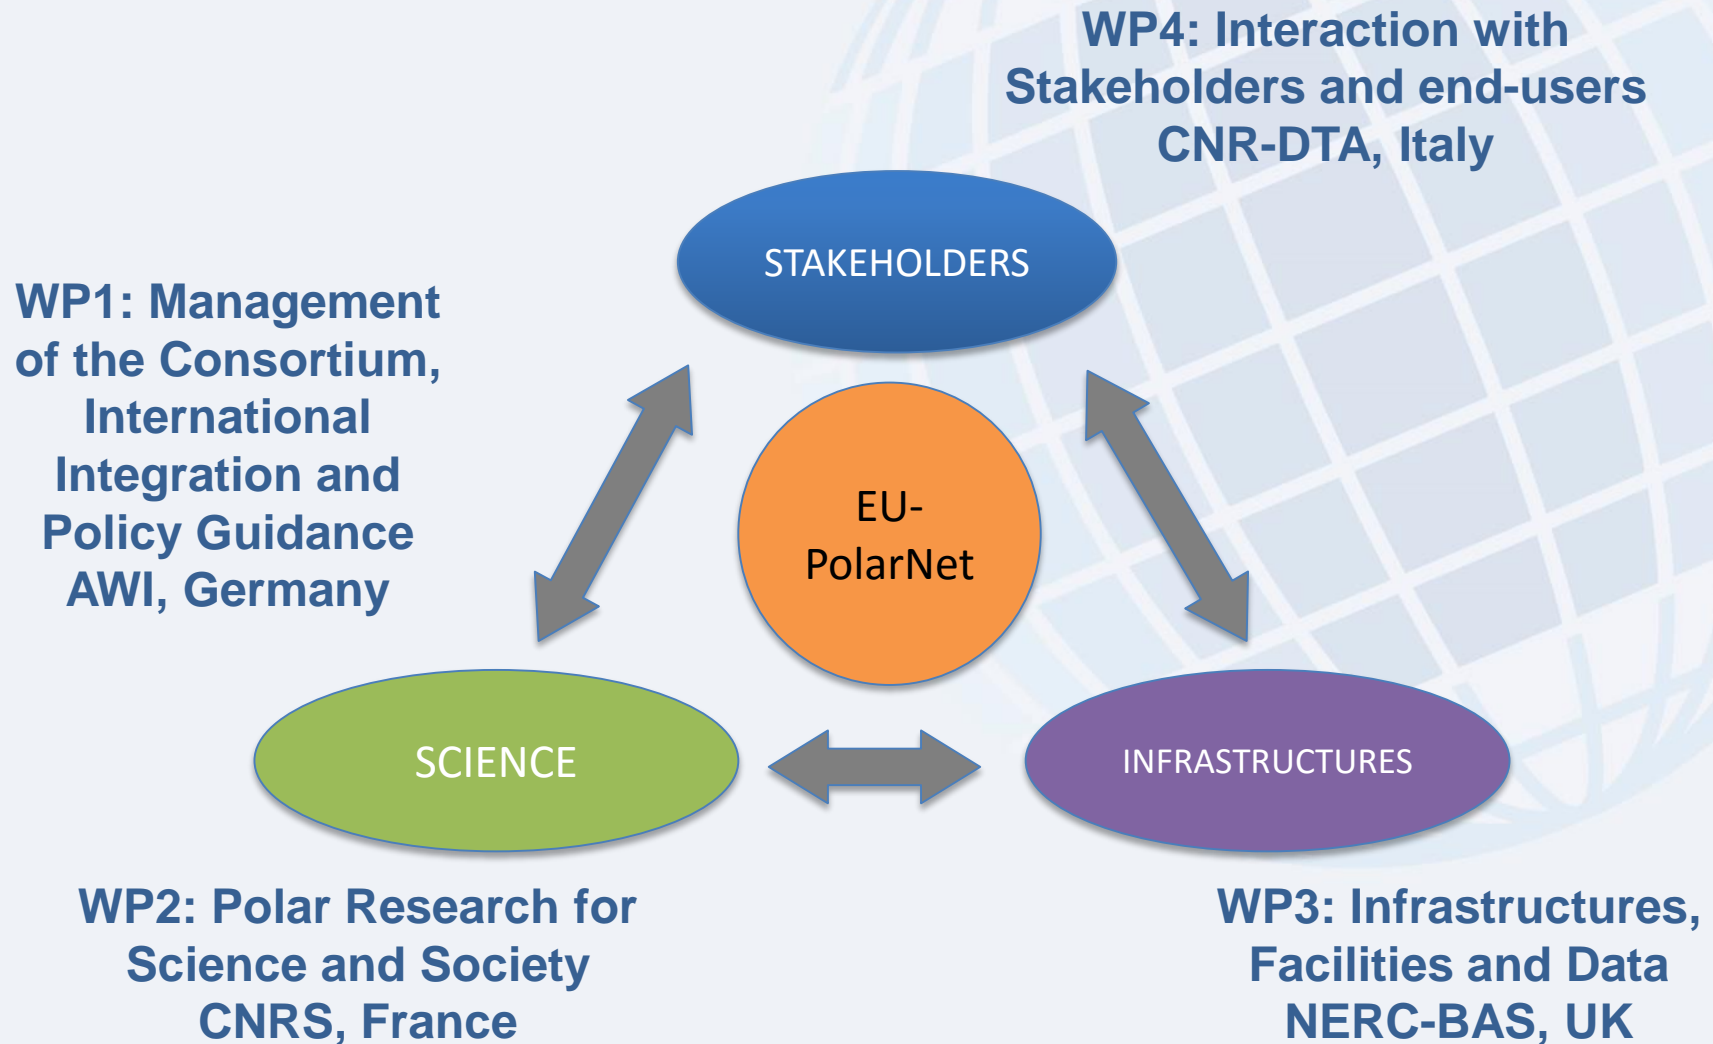 WP4: Interaction with
Stakeholders and end-users
CNR-DTA, Italy
STAKEHOLDERS
WP1: Management
of the Consortium,
International
Integration and
Policy Guidance
AWI, Germany
EU-
PolarNet
SCIENCE
INFRASTRUCTURES
WP2: Polar Research for
Science and Society
CNRS, France
WP3: Infrastructures,
Facilities and Data
NERC-BAS, UK